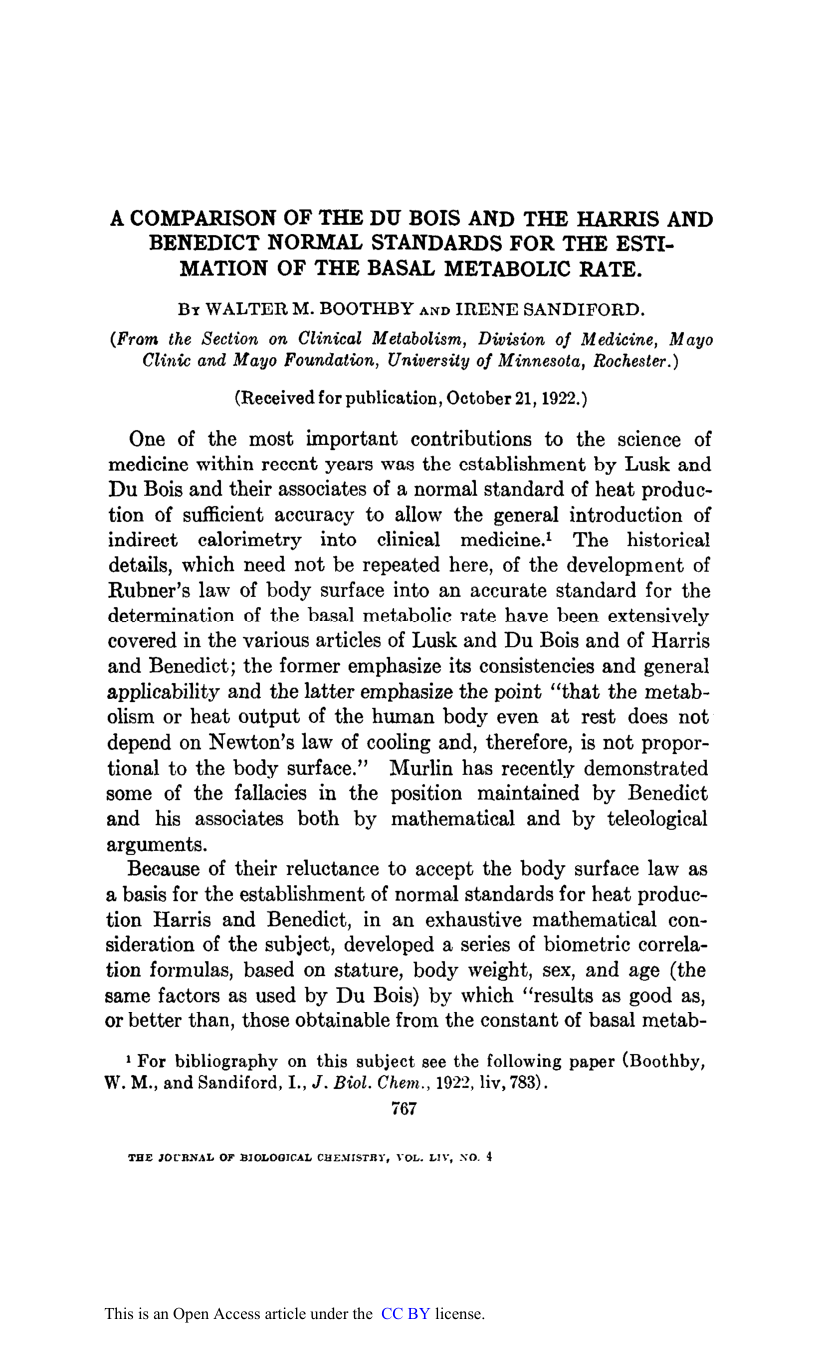 A COMPARISON OF THE DU BOIS AND THE HARRIS AND
BENEDICT NORMAL STANDARDS FOR THE ESTI-
MATION OF THE BASAL METABOLIC RATE.
BY WALTER M. BOOTHBY AND IRENE SANDIFORD.
(From the Section on Clinical Metabolism, Division of Medicine, Mayo
Clinic and Mayo Foundation, University of Minnesota, Rochester.)
(Received for publication, October 21, 1922.)
One of the most important contributions to the science of
medicine within recent years was the establishment by Lusk and
Du Bois and their associates of a normal standard of heat produc-
tion of sufficient accuracy to allow the general introduction of
indirect calorimetry into clinical medicine.¹ The historical
details, which need not be repeated here, of the development of
Rubner's law of body surface into an accurate standard for the
determination of the basal metabolic rate have been extensively
covered in the various articles of Lusk and Du Bois and of Harris
and Benedict; the former emphasize its consistencies and general
applicability and the latter emphasize the point "that the metab-
olism or heat output of the human body even at rest does not
depend on Newton's law of cooling and, therefore, is not propor-
tional to the body surface." Murlin has recently demonstrated
some of the fallacies in the position maintained by Benedict
and his associates both by mathematical and by teleological
arguments.
Because of their reluctance to accept the body surface law as
a basis for the establishment of normal standards for heat produc-
tion Harris and Benedict, in an exhaustive mathematical con-
sideration of the subject, developed a series of biometric correla-
tion formulas, based on stature, body weight, sex, and age (the
same factors as used by Du Bois) by which "results as good as,
or better than, those obtainable from the constant of basal metab-
¹ For bibliography on this subject see the following paper (Boothby,
W. M., and Sandiford, I., J. Biol. Chem., 1922, liv, 783).
767
THE JOURNAL OF BIOLOGICAL CHEMISTRY, VOL. LIV, NO. 4
This is an Open Access article under the CC BY license.